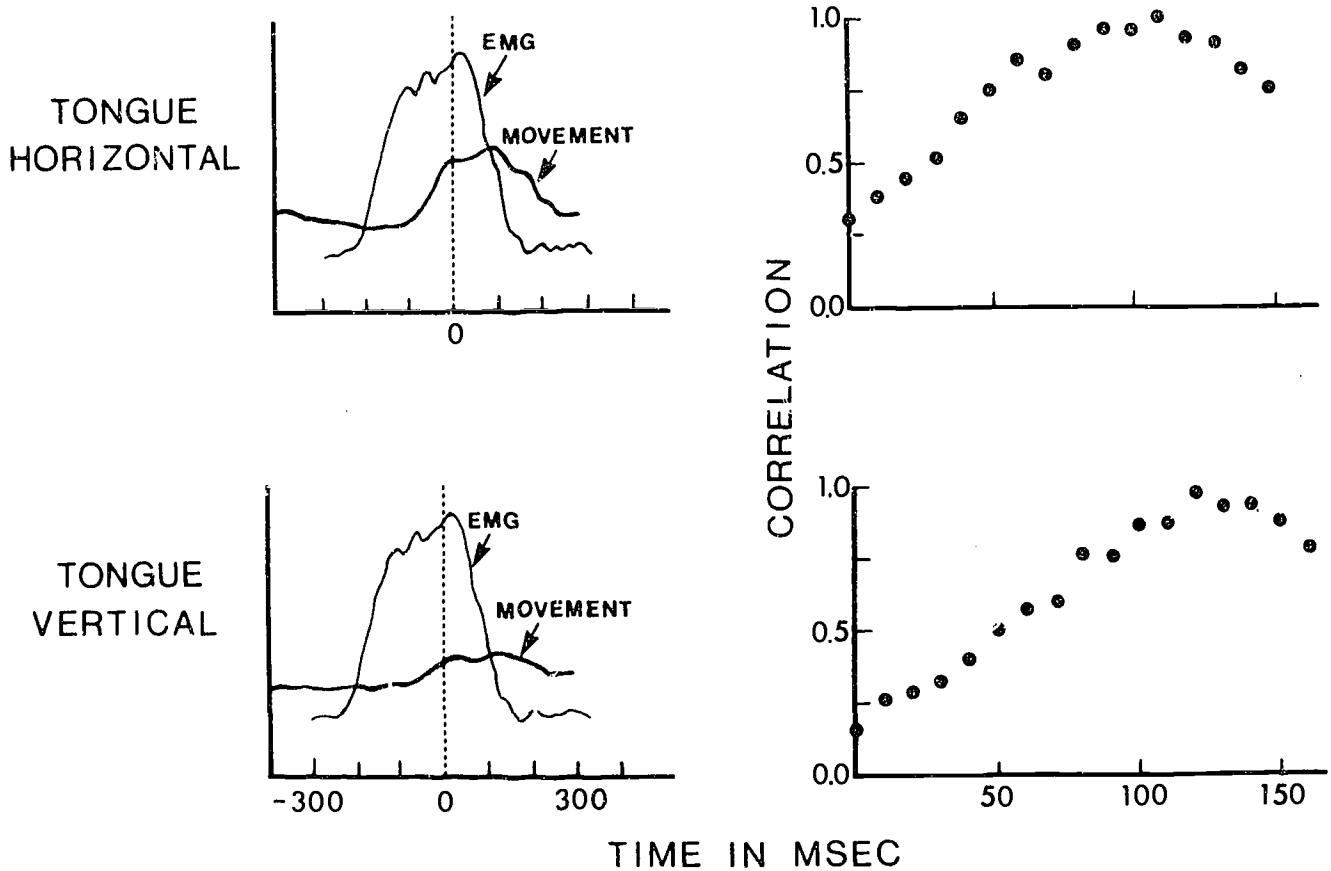 TONGUE
HORIZONTAL
EMG
MOVEMENT
0
1.0
0.5
0.0
CORRELATION
TONGUE
VERTICAL
EMG
MOVEMENT
-300 0 300
1.0
0.5
0.0
50 100 150
TIME IN MSEC